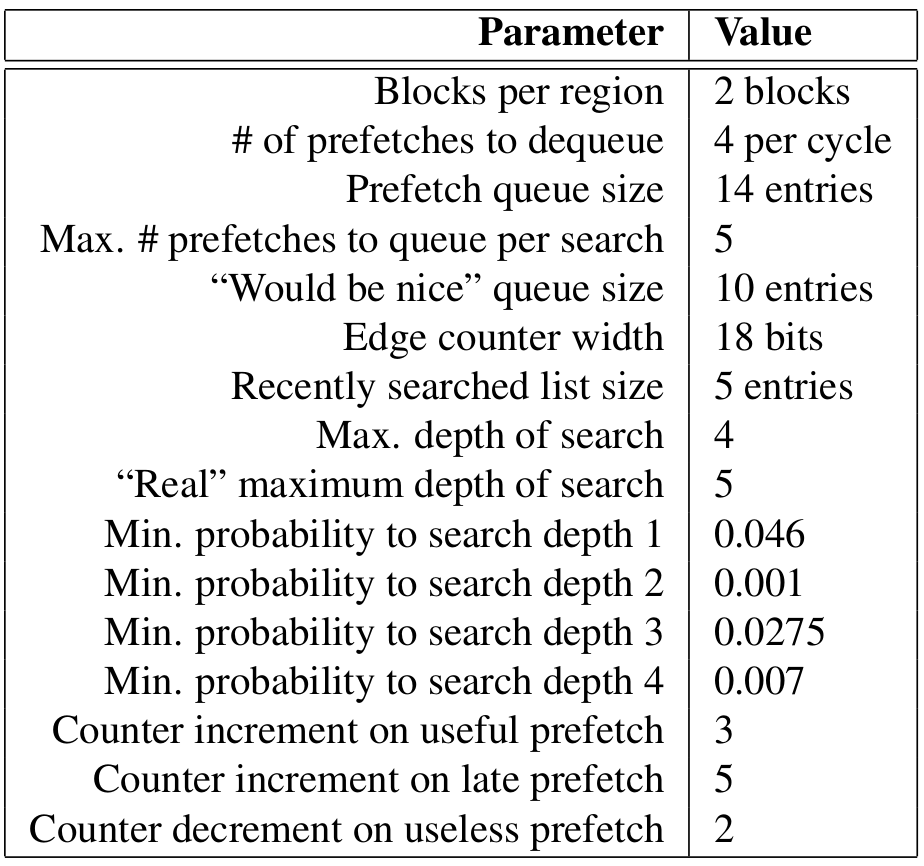 Parameter Value
Blocks per region 2 blocks
# of prefetches to dequeue 4 per cycle
Prefetch queue size 14 entries
Max. # prefetches to queue per search 5
“Would be nice” queue size 10 entries
Edge counter width 18 bits
Recently searched list size 5 entries
Max. depth of search 4
“Real” maximum depth of search 5
Min. probability to search depth 1 0.046
Min. probability to search depth 2 0.001
Min. probability to search depth 3 0.0275
Min. probability to search depth 4 0.007
Counter increment on useful prefetch 3
Counter increment on late prefetch 5
Counter decrement on useless prefetch 2